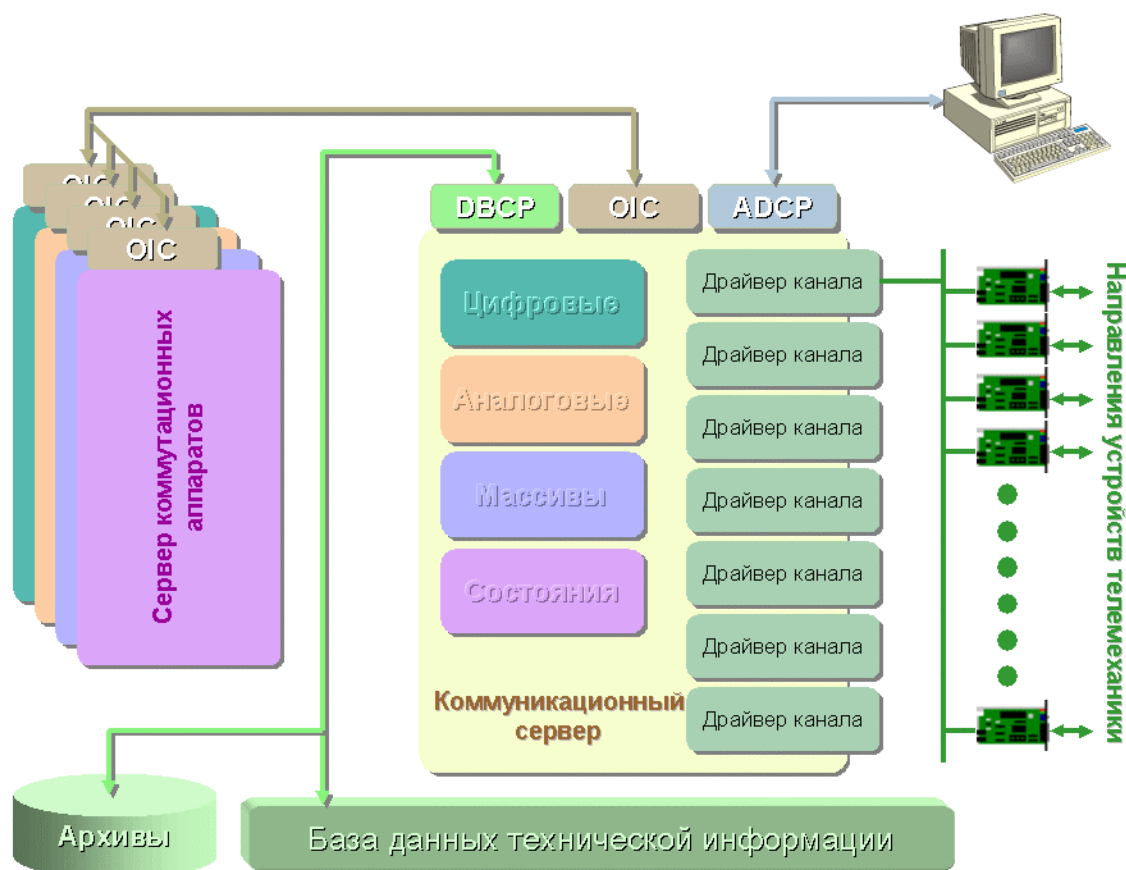 OIC
OIC
OIC
OIC
Сервер коммутационных
аппаратов
DBCP
OIC
ADCP
Цифровые
Аналоговые
Массивы
Состояния
Коммуникационный
сервер
Драйвер канала
Драйвер канала
Драйвер канала
Драйвер канала
Драйвер канала
Драйвер канала
Драйвер канала
Направления устройств телемеханики
Архивы
База данных технической информации